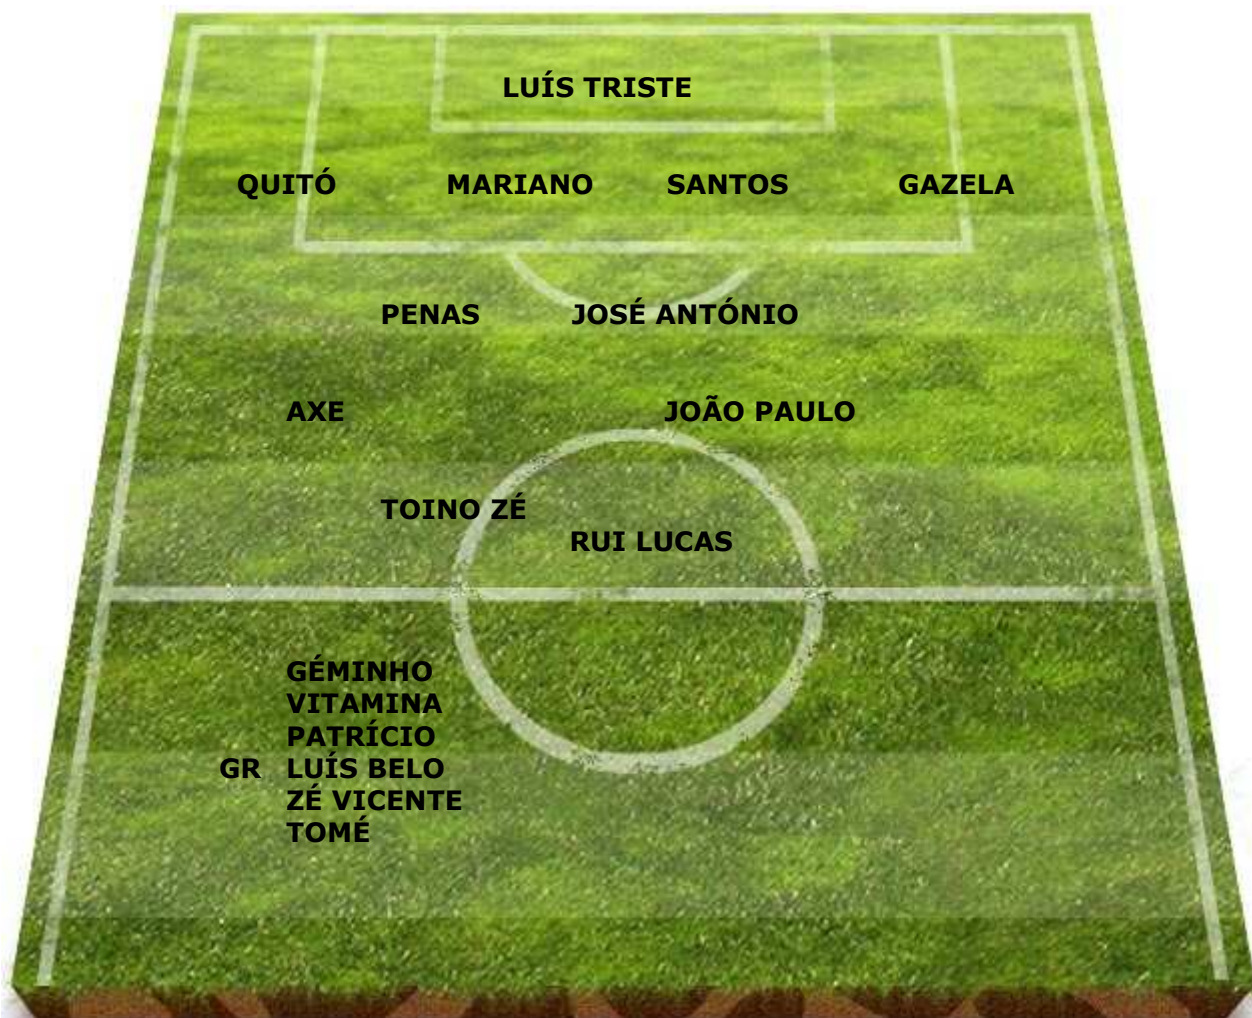 LUÍS TRISTE
QUITÓ MARIANO SANTOS GAZELA
PENAS JOSÉ ANTÓNIO
AXE JOÃO PAULO
TOINO ZÉ
RUI LUCAS
GÉMINHO
VITAMINA
PATRÍCIO
GR LUÍS BELO
ZÉ VICENTE
TOMÉ